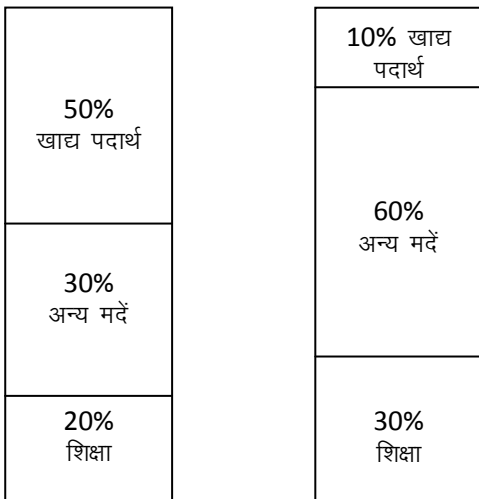 50%
खाद्य पदार्थ
30%
अन्य मदें
20%
शिक्षा
10% खाद्य
पदार्थ
60%
अन्य मदें
30%
शिक्षा